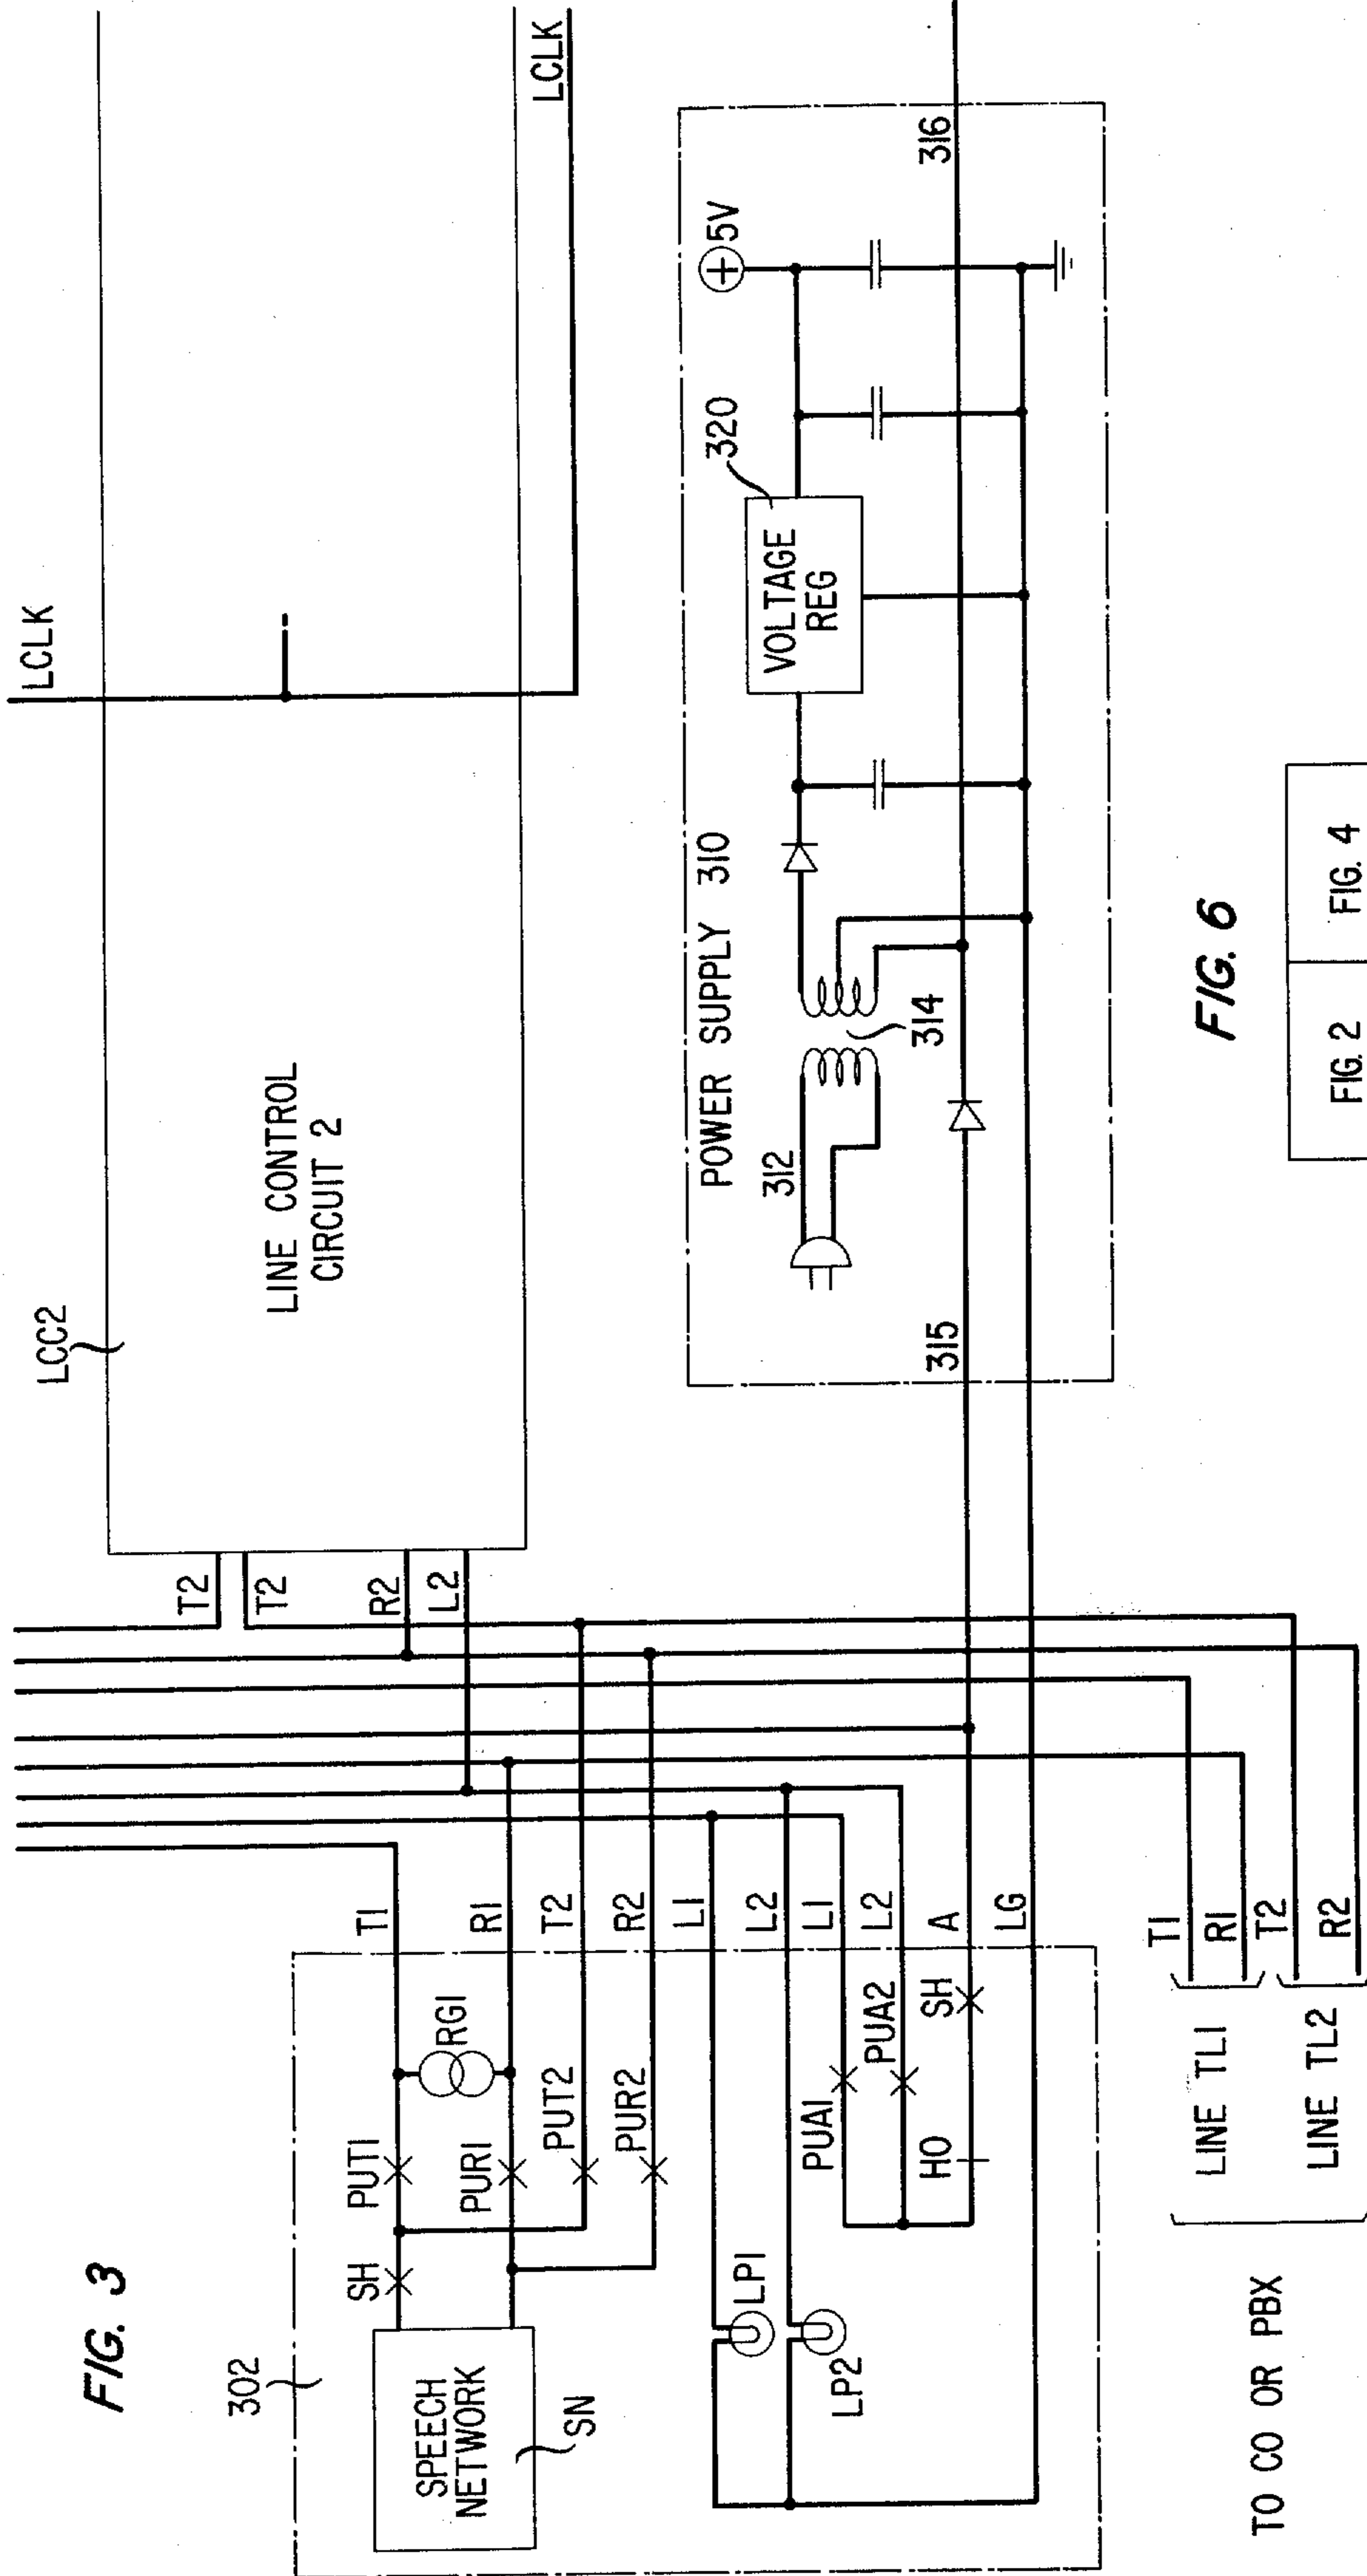 FIG. 3
302
SPEECH
NETWORK
SN
SH
PUT1
PUR1
RG1
PUT2
PUR2
LP1
LP2
PUA1
PUA2
HO
SH
T1
R1
T2
R2
L1
L2
L1
L2
A
LG
TO CO OR PBX
LINE TL1
LINE TL2
T1
R1
T2
R2
LCC2
T2
T2
R2
L2
LINE CONTROL
CIRCUIT 2
LCLK
LCLK
POWER SUPPLY 310
312
314
315
316
VOLTAGE
REG
320
+
5V
FIG. 6
FIG. 2
FIG. 4